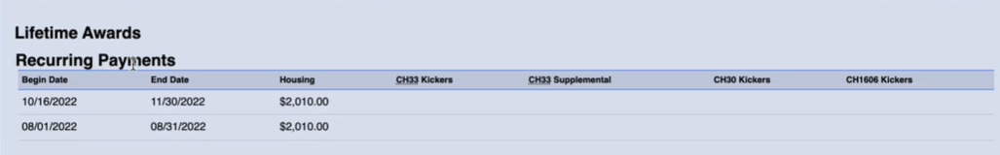 Lifetime Awards
Recurring Payments
Begin Date End Date Housing CH33 Kickers CH33 Supplemental CH30 Kickers CH1606 Kickers
10/16/2022 11/30/2022 $2,010.00
08/01/2022 08/31/2022 $2,010.00